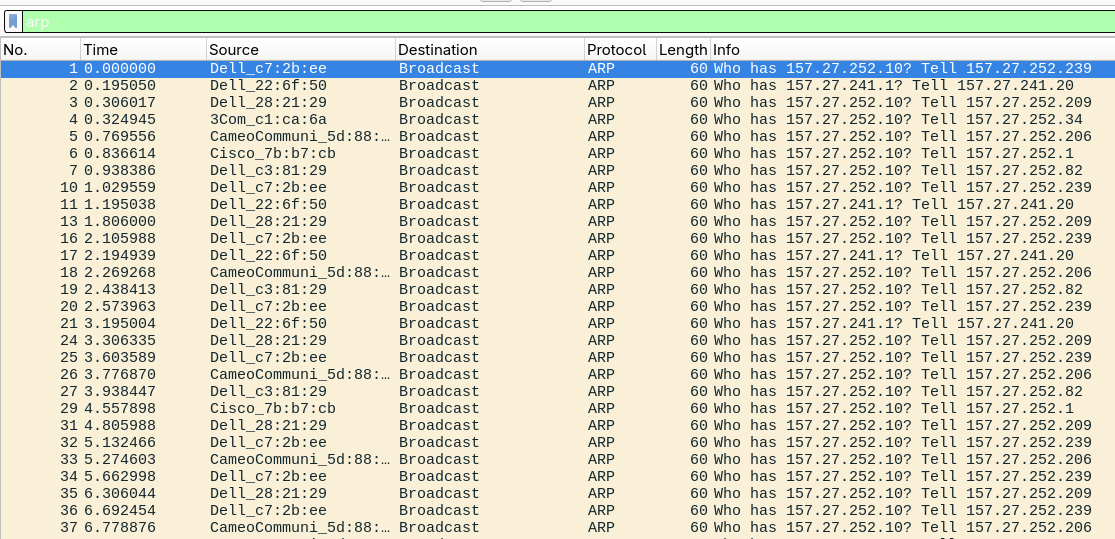 arp
No. Time Source Destination Protocol Length Info
1 0.000000 Dell_c7:2b:ee Broadcast ARP 60 Who has 157.27.252.10? Tell 157.27.252.239
2 0.195050 Dell_22:6f:50 Broadcast ARP 60 Who has 157.27.241.1? Tell 157.27.241.20
3 0.306017 Dell_28:21:29 Broadcast ARP 60 Who has 157.27.252.10? Tell 157.27.252.209
4 0.324945 3Com_c1:ca:6a Broadcast ARP 60 Who has 157.27.252.10? Tell 157.27.252.34
5 0.769556 CameoCommuni_5d:88:… Broadcast ARP 60 Who has 157.27.252.10? Tell 157.27.252.206
6 0.836614 Cisco_7b:b7:cb Broadcast ARP 60 Who has 157.27.252.10? Tell 157.27.252.1
7 0.938386 Dell_c3:81:29 Broadcast ARP 60 Who has 157.27.252.10? Tell 157.27.252.82
10 1.029559 Dell_c7:2b:ee Broadcast ARP 60 Who has 157.27.252.10? Tell 157.27.252.239
11 1.195038 Dell_22:6f:50 Broadcast ARP 60 Who has 157.27.241.1? Tell 157.27.241.20
13 1.806000 Dell_28:21:29 Broadcast ARP 60 Who has 157.27.252.10? Tell 157.27.252.209
16 2.105988 Dell_c7:2b:ee Broadcast ARP 60 Who has 157.27.252.10? Tell 157.27.252.239
17 2.194939 Dell_22:6f:50 Broadcast ARP 60 Who has 157.27.241.1? Tell 157.27.241.20
18 2.269268 CameoCommuni_5d:88:… Broadcast ARP 60 Who has 157.27.252.10? Tell 157.27.252.206
19 2.438413 Dell_c3:81:29 Broadcast ARP 60 Who has 157.27.252.10? Tell 157.27.252.82
20 2.573963 Dell_c7:2b:ee Broadcast ARP 60 Who has 157.27.252.10? Tell 157.27.252.239
21 3.195004 Dell_22:6f:50 Broadcast ARP 60 Who has 157.27.241.1? Tell 157.27.241.20
24 3.306335 Dell_28:21:29 Broadcast ARP 60 Who has 157.27.252.10? Tell 157.27.252.209
25 3.603589 Dell_c7:2b:ee Broadcast ARP 60 Who has 157.27.252.10? Tell 157.27.252.239
26 3.776870 CameoCommuni_5d:88:… Broadcast ARP 60 Who has 157.27.252.10? Tell 157.27.252.206
27 3.938447 Dell_c3:81:29 Broadcast ARP 60 Who has 157.27.252.10? Tell 157.27.252.82
29 4.557898 Cisco_7b:b7:cb Broadcast ARP 60 Who has 157.27.252.10? Tell 157.27.252.1
31 4.805988 Dell_28:21:29 Broadcast ARP 60 Who has 157.27.252.10? Tell 157.27.252.209
32 5.132466 Dell_c7:2b:ee Broadcast ARP 60 Who has 157.27.252.10? Tell 157.27.252.239
33 5.274603 CameoCommuni_5d:88:… Broadcast ARP 60 Who has 157.27.252.10? Tell 157.27.252.206
34 5.662998 Dell_c7:2b:ee Broadcast ARP 60 Who has 157.27.252.10? Tell 157.27.252.239
35 6.306044 Dell_28:21:29 Broadcast ARP 60 Who has 157.27.252.10? Tell 157.27.252.209
36 6.692454 Dell_c7:2b:ee Broadcast ARP 60 Who has 157.27.252.10? Tell 157.27.252.239
37 6.778876 CameoCommuni_5d:88:… Broadcast ARP 60 Who has 157.27.252.10? Tell 157.27.252.206